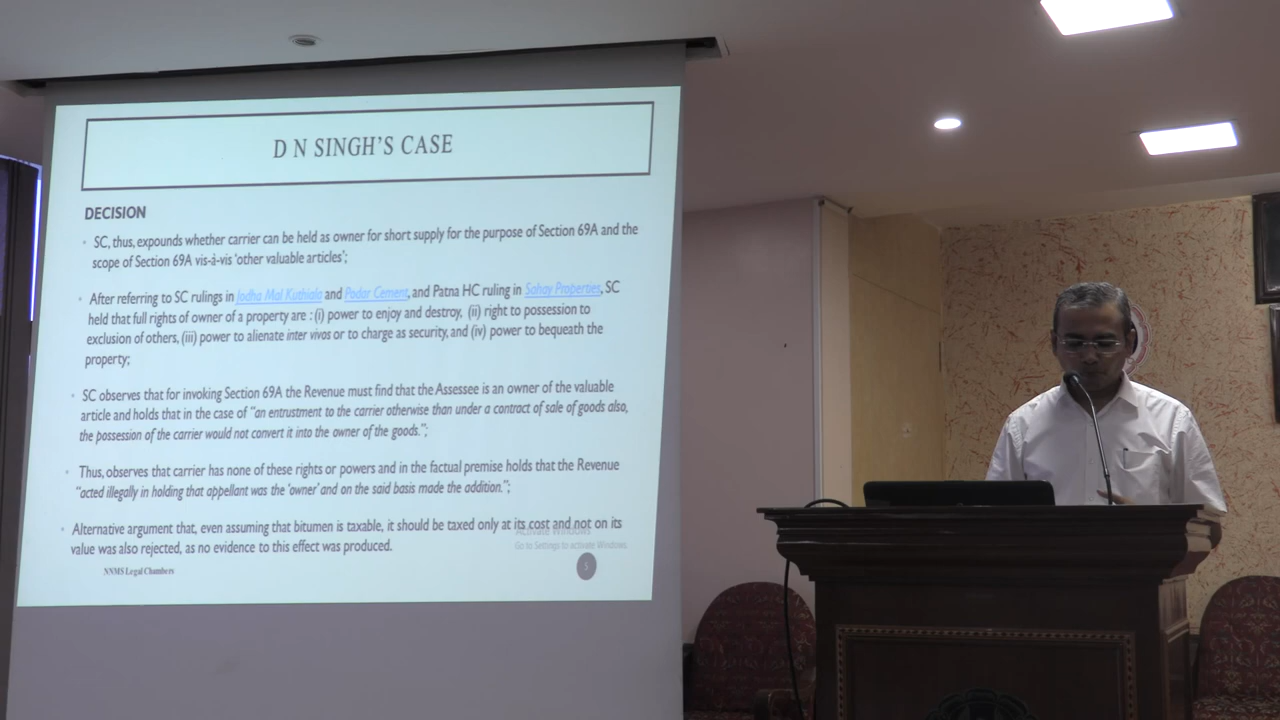 D N SINGH'S CASE
DECISION
• SC, thus, expounds whether carrier can be held as owner for short supply for the purpose of Section 69A and the
scope of Section 69A vis-à-vis 'other valuable articles';
• After referring to SC rulings in Jodha Mal Kuthiala and Podar Cement, and Patna HC ruling in Sahay Properties, SC
held that full rights of owner of a property are : (i) power to enjoy and destroy, (ii) right to possession to
exclusion of others, (iii) power to alienate inter vivos or to charge as security, and (iv) power to bequeath the
property;
• SC observes that for invoking Section 69A the Revenue must find that the Assessee is an owner of the valuable
article and holds that in the case of "an entrustment to the carrier otherwise than under a contract of sale of goods also,
the possession of the carrier would not convert it into the owner of the goods.";
• Thus, observes that carrier has none of these rights or powers and in the factual premise holds that the Revenue
"acted illegally in holding that appellant was the 'owner' and on the said basis made the addition.";
• Alternative argument that, even assuming that bitumen is taxable, it should be taxed only at its cost and not on its
value was also rejected, as no evidence to this effect was produced.
Activate Windows
Go to Settings to activate Windows.
NNMS Legal Chambers
5